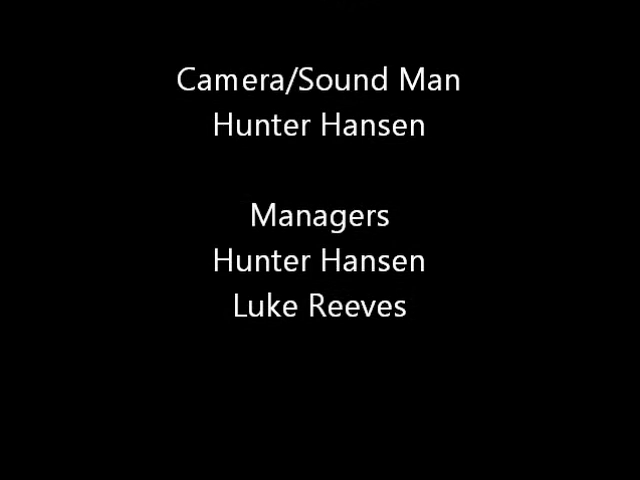 Camera/Sound Man
Hunter Hansen
Managers
Hunter Hansen
Luke Reeves